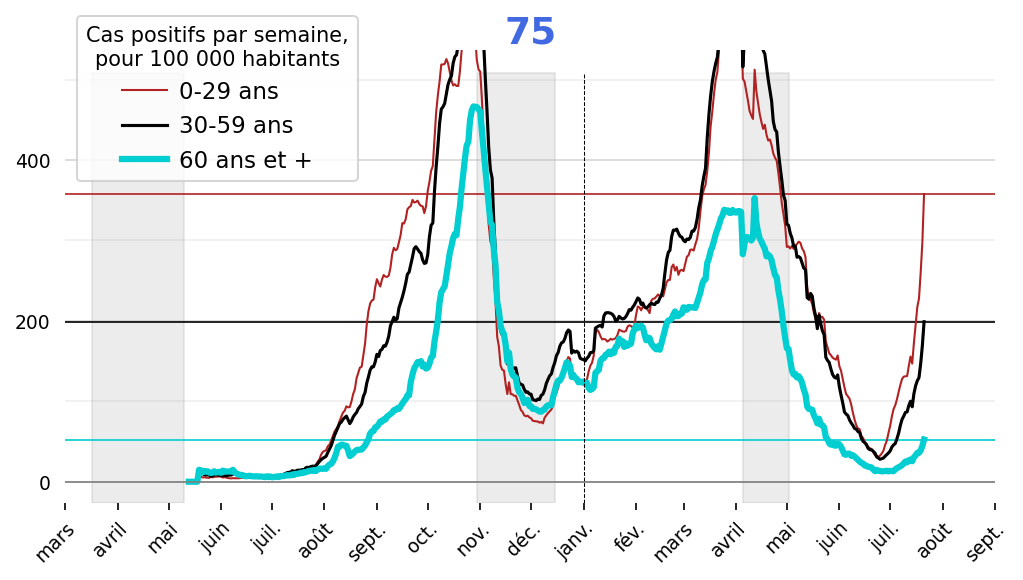 75
Cas positifs par semaine,
pour 100 000 habitants
0-29 ans
30-59 ans
60 ans et +
400
200
0
mars avril mai juin juil. août sept. oct. nov. déc. janv. fév. mars avril mai juin juil. août sept.